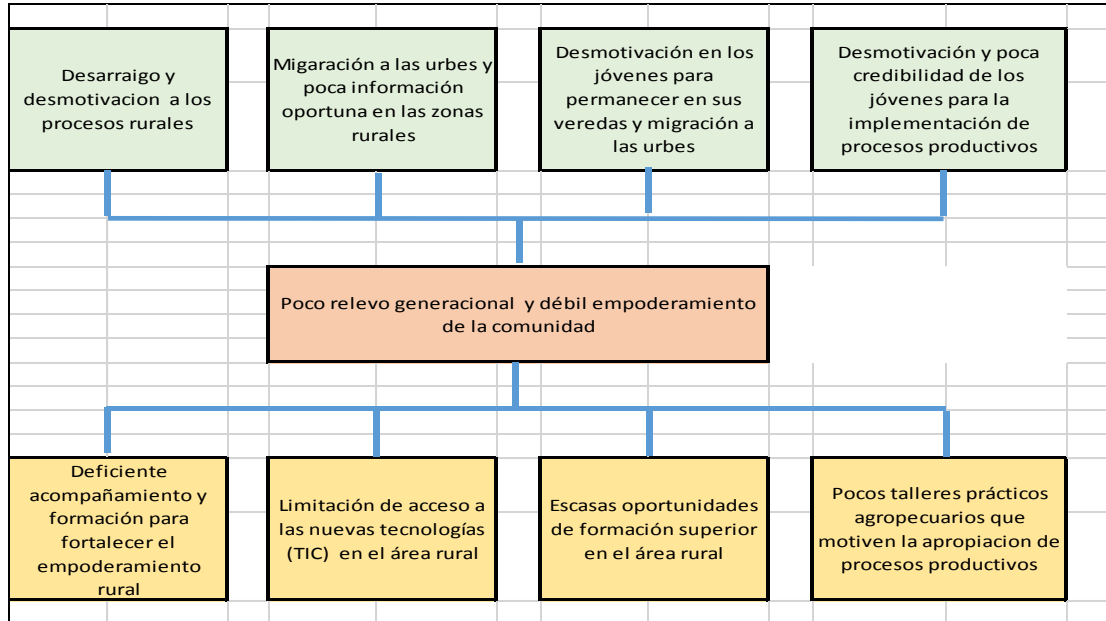 Desarraigo y
desmotivacion a los
procesos rurales
Migaración a las urbes y
poca información
oportuna en las zonas
rurales
Desmotivación en los
jóvenes para
permanecer en sus
veredas y migración a
las urbes
Desmotivación y poca
credibilidad de los
jóvenes para la
implementación de
procesos productivos
Poco relevo generacional y débil empoderamiento
de la comunidad
Deficiente
acompañamiento y
formación para
fortalecer el
empoderamiento
rural
Limitación de acceso a
las nuevas tecnologías
(TIC) en el área rural
Escasas oportunidades
de formación superior
en el área rural
Pocos talleres prácticos
agropecuarios que
motiven la apropiacion de
procesos productivos